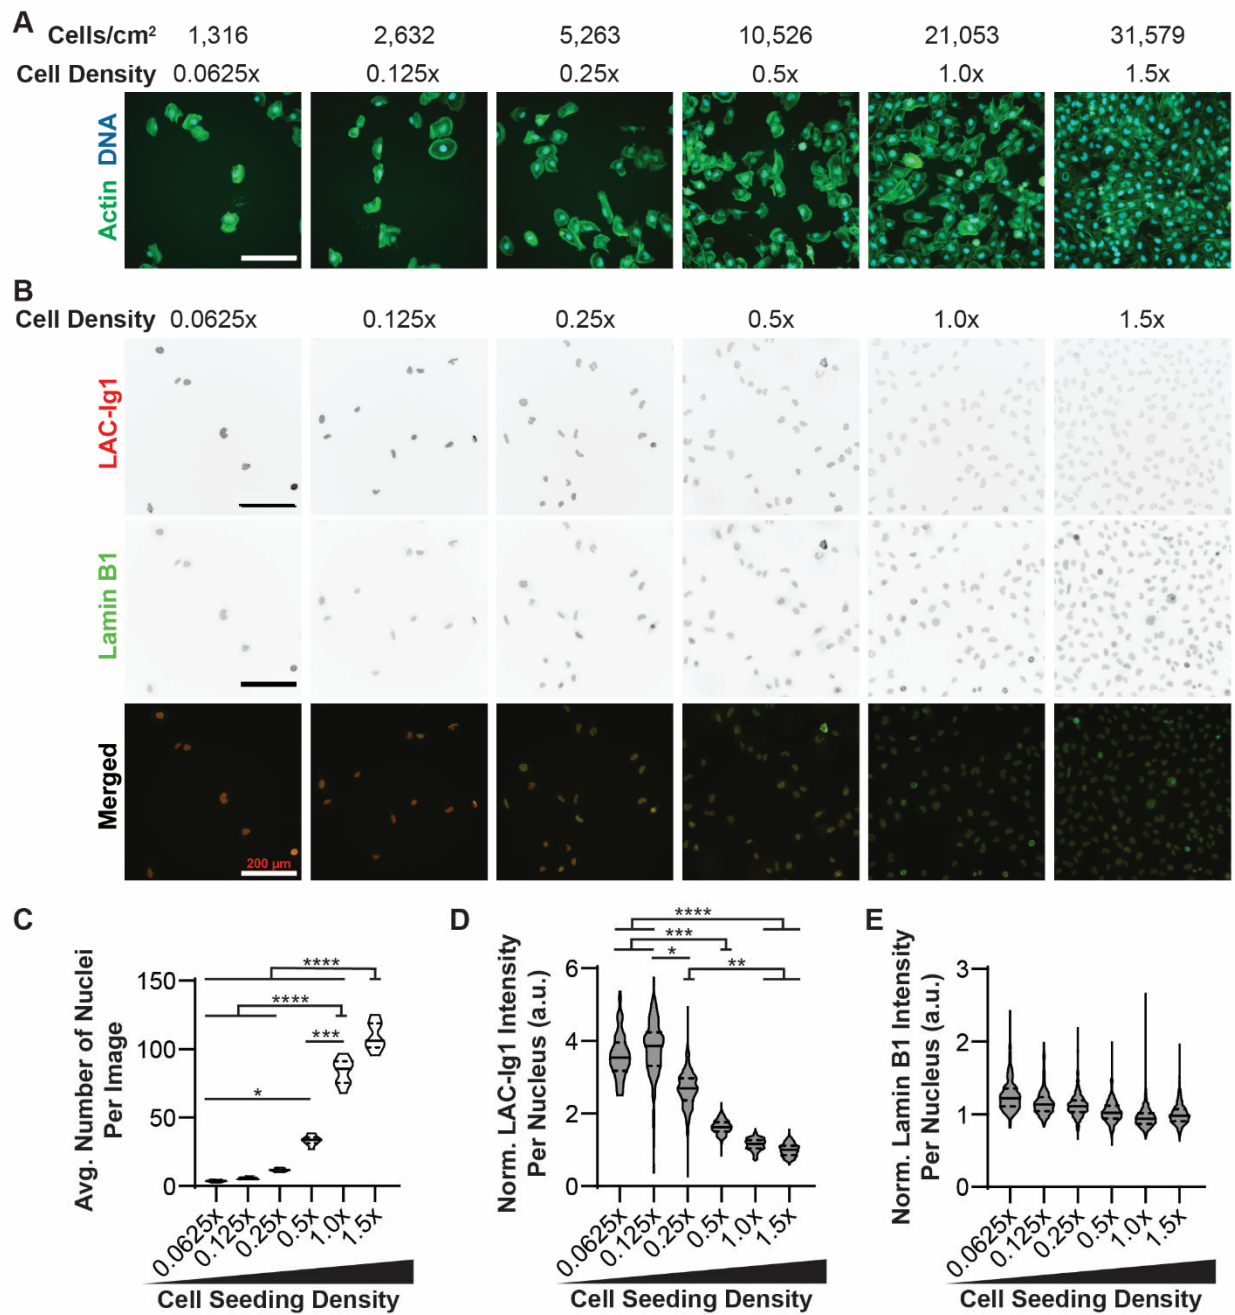 A
Cells/cm² 1,316 2,632 5,263 10,526 21,053 31,579
Cell Density 0.0625x 0.125x 0.25x 0.5x 1.0x 1.5x
Actin DNA
B
Cell Density 0.0625x 0.125x 0.25x 0.5x 1.0x 1.5x
LAC-Ig1
Lamin B1
Merged
200 μm
C
Avg. Number of Nuclei
Per Image
150
100
50
0
****
****
***
*
0.0625x 0.125x 0.25x 0.5x 1.0x 1.5x
Cell Seeding Density
D
Norm. LAC-Ig1 Intensity
Per Nucleus (a.u.)
6
4
2
0
****
***
*
**
0.0625x 0.125x 0.25x 0.5x 1.0x 1.5x
Cell Seeding Density
E
Norm. Lamin B1 Intensity
Per Nucleus (a.u.)
3
2
1
0
0.0625x 0.125x 0.25x 0.5x 1.0x 1.5x
Cell Seeding Density